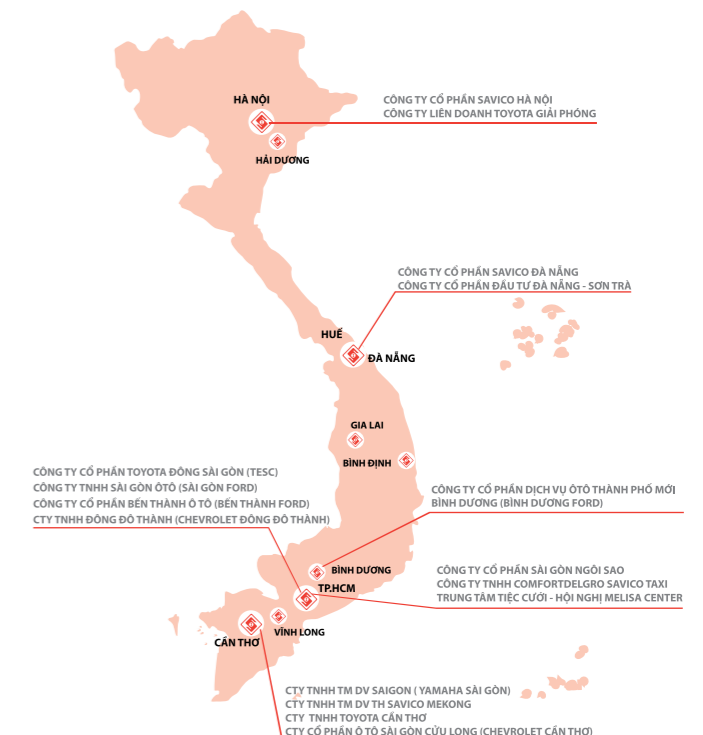 HÀ NỘI
CÔNG TY CỔ PHẦN SAVICO HÀ NỘI
CÔNG TY LIÊN DOANH TOYOTA GIẢI PHÓNG
HẢI DƯƠNG
CÔNG TY CỔ PHẦN SAVICO ĐÀ NẴNG
CÔNG TY CỔ PHẦN ĐẦU TƯ ĐÀ NẴNG - SƠN TRÀ
HUẾ
ĐÀ NẴNG
GIA LAI
BÌNH ĐỊNH
CÔNG TY CỔ PHẦN TOYOTA ĐÔNG SÀI GÒN (TESC)
CÔNG TY TNHH SÀI GÒN ÔTÔ (SÀI GÒN FORD)
CÔNG TY CỔ PHẦN BẾN THÀNH Ô TÔ (BẾN THÀNH FORD)
CTY TNHH ĐÔNG ĐÔ THÀNH (CHEVROLET ĐÔNG ĐÔ THÀNH)
CÔNG TY CỔ PHẦN DỊCH VỤ ÔTÔ THÀNH PHỐ MỚI
BÌNH DƯƠNG (BÌNH DƯƠNG FORD)
BÌNH DƯƠNG
TP.HCM
CÔNG TY CỔ PHẦN SÀI GÒN NGÔI SAO
CÔNG TY TNHH COMFORTDELGRO SAVICO TAXI
TRUNG TÂM TIỆC CƯỚI - HỘI NGHỊ MELISA CENTER
VĨNH LONG
CẦN THƠ
CTY TNHH TM DV SAIGON ( YAMAHA SÀI GÒN)
CTY TNHH TM DV TH SAVICO MEKONG
CTY TNHH TOYOTA CẦN THƠ
CTY CỔ PHẦN Ô TÔ SÀI GÒN CỬU LONG (CHEVROLET CẦN THƠ)